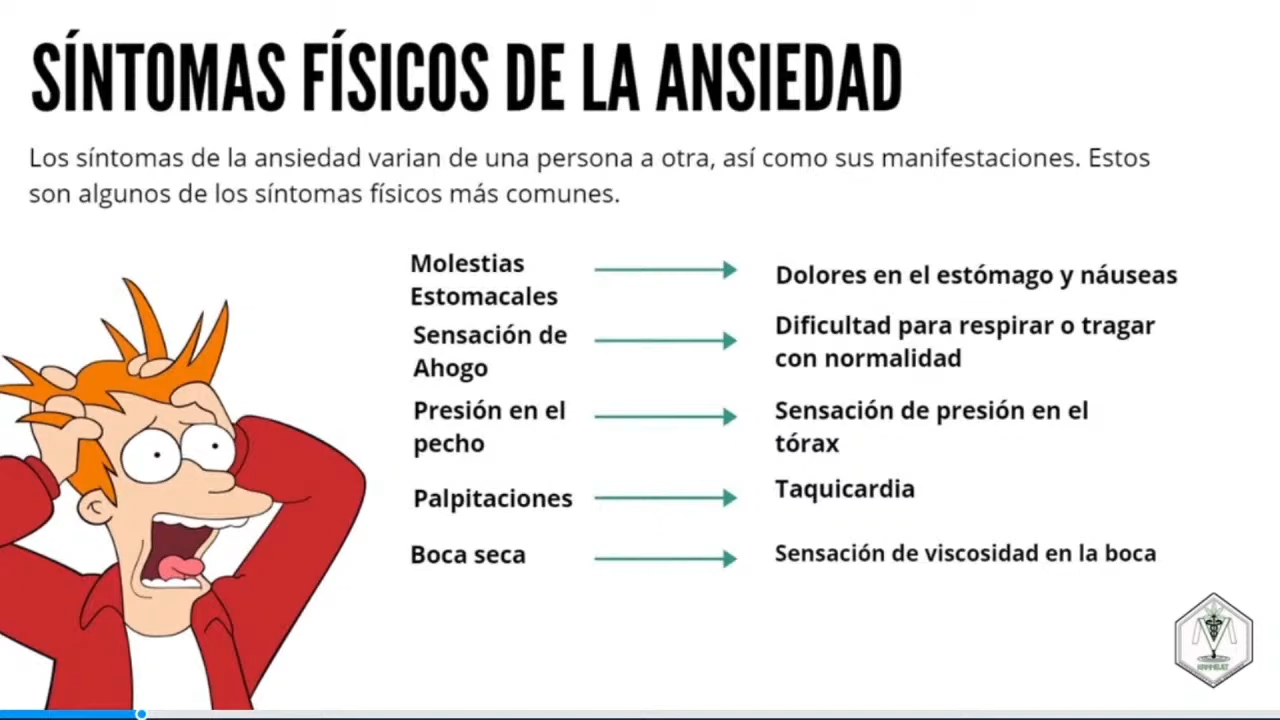 SÍNTOMAS FÍSICOS DE LA ANSIEDAD
Los síntomas de la ansiedad varian de una persona a otra, así como sus manifestaciones. Estos
son algunos de los síntomas físicos más comunes.
Molestias
Estomacales
Dolores en el estómago y náuseas
Sensación de
Ahogo
Dificultad para respirar o tragar
con normalidad
Presión en el
pecho
Sensación de presión en el
tórax
Palpitaciones
Taquicardia
Boca seca
Sensación de viscosidad en la boca